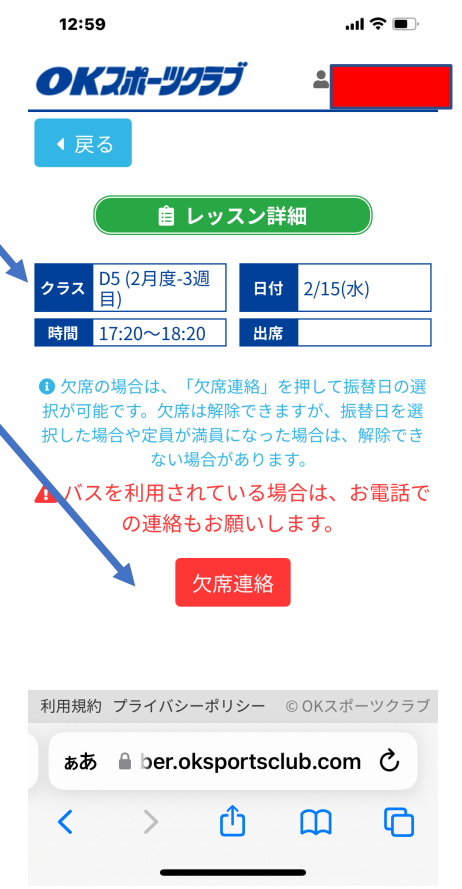 12:59
OKスポーツクラブ
戻る
レッスン詳細
クラス D5 (2月度-3週
目)
日付 2/15(水)
時間 17:20〜18:20
出席
欠席の場合は、「欠席連絡」を押して振替日の選
択が可能です。欠席は解除できますが、振替日を選
択した場合や定員が満員になった場合は、解除でき
ない場合があります。
バスを利用されている場合は、お電話で
の連絡もお願いします。
欠席連絡
利用規約 プライバシーポリシー © OKスポーツクラブ
ぁあ ber.oksportsclub.com